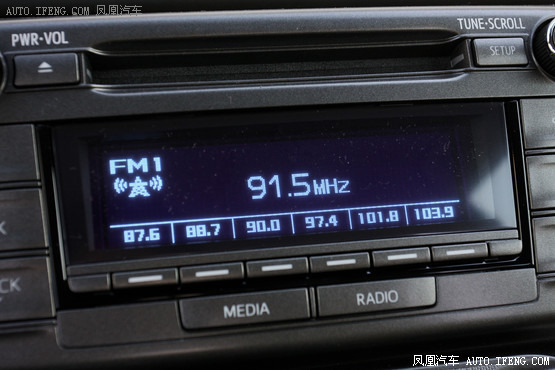 AUTO.IFENG.COM 凤凰汽车
PWR·VOL
TUNE·SCROLL
SETUP
FM1
91.5MHz
87.6 88.7 90.0 97.4 101.8 103.9
MEDIA
RADIO
凤凰汽车 AUTO.IFENG.COM